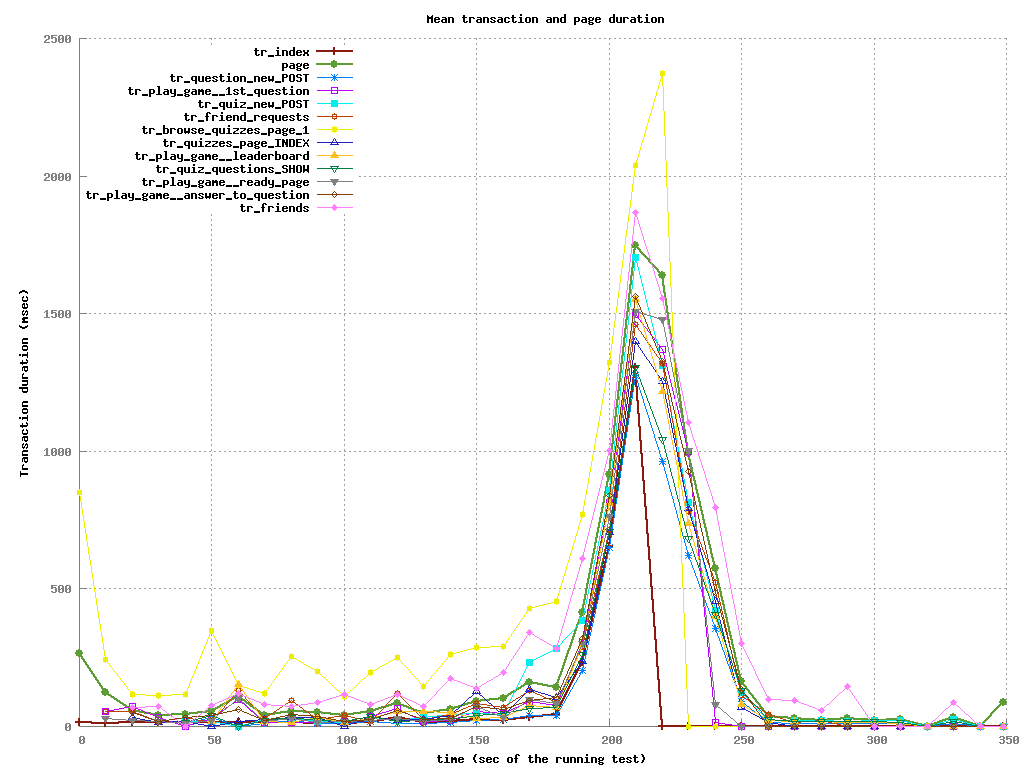 Mean transaction and page duration
2500
2000
1500
1000
500
0
Transaction duration (msec)
tr_index
page
tr_question_new_POST
tr_play_game__1st_question
tr_quiz_new_POST
tr_friend_requests
tr_browse_quizzes_page_1
tr_quizzes_page_INDEX
tr_play_game__leaderboard
tr_quiz_questions_SHOW
tr_play_game__ready_page
tr_play_game__answer_to_question
tr_friends
0 50 100 150 200 250 300 350
time (sec of the running test)